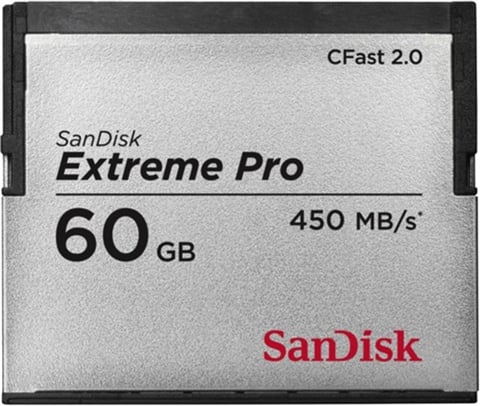 CFast 2.0
SanDisk
Extreme Pro
60 GB
450 MB/s*
SanDisk